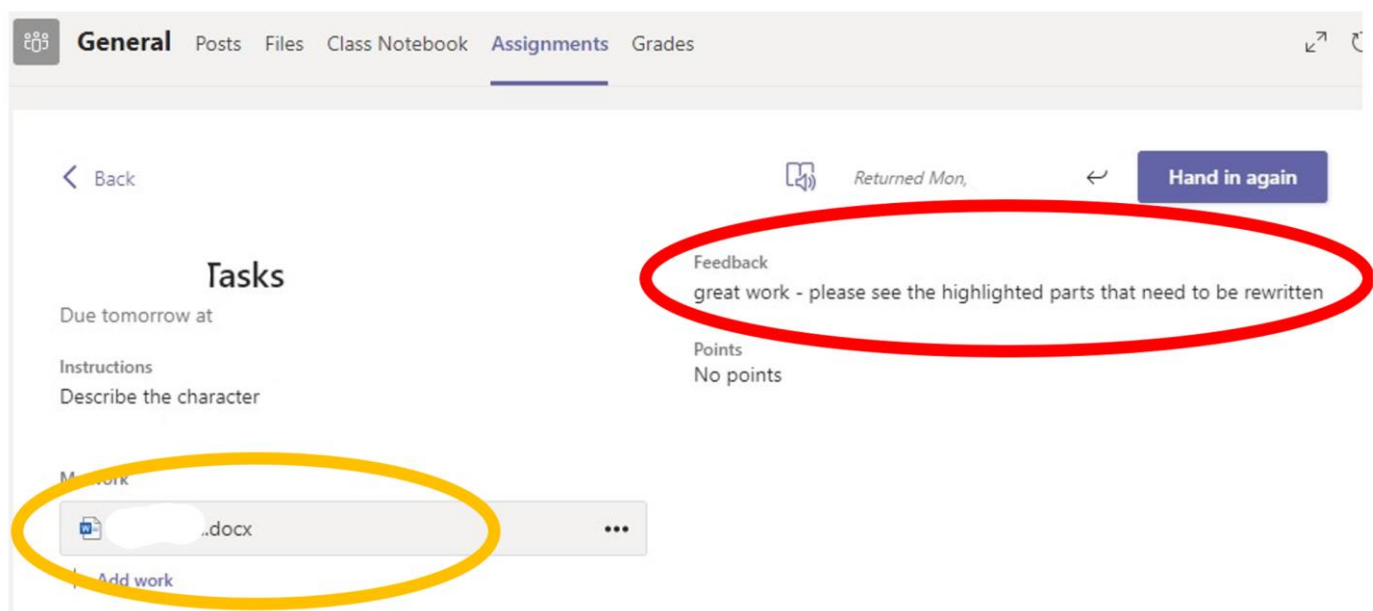 General Posts Files Class Notebook Assignments Grades
Back
Returned Mon,
Hand in again
Tasks
Due tomorrow at
Instructions
Describe the character
My work
.docx
Add work
Feedback
great work - please see the highlighted parts that need to be rewritten
Points
No points